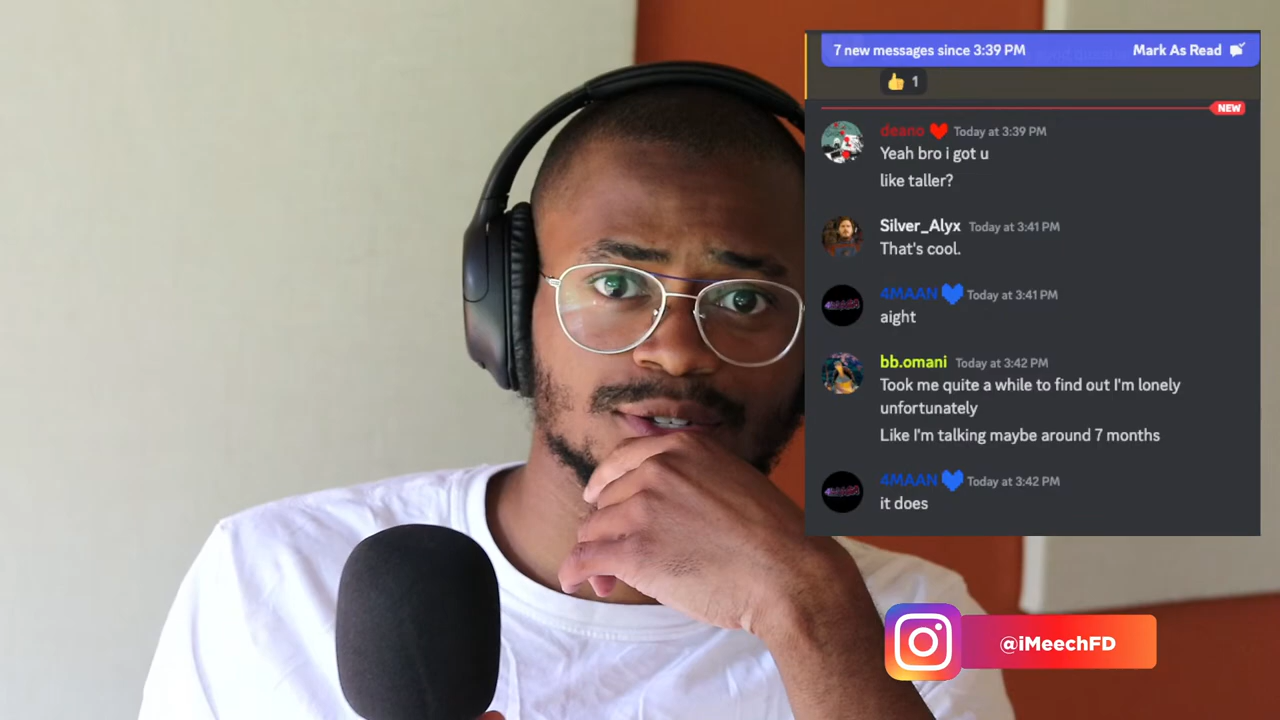 7 new messages since 3:39 PM Mark As Read
👍 1
NEW
deano ❤️ Today at 3:39 PM
Yeah bro i got u
like taller?
Silver_Alyx Today at 3:41 PM
That's cool.
4MAAN 💙 Today at 3:41 PM
aight
bb.omani Today at 3:42 PM
Took me quite a while to find out I'm lonely
unfortunately
Like I'm talking maybe around 7 months
4MAAN 💙 Today at 3:42 PM
it does
@iMeechFD